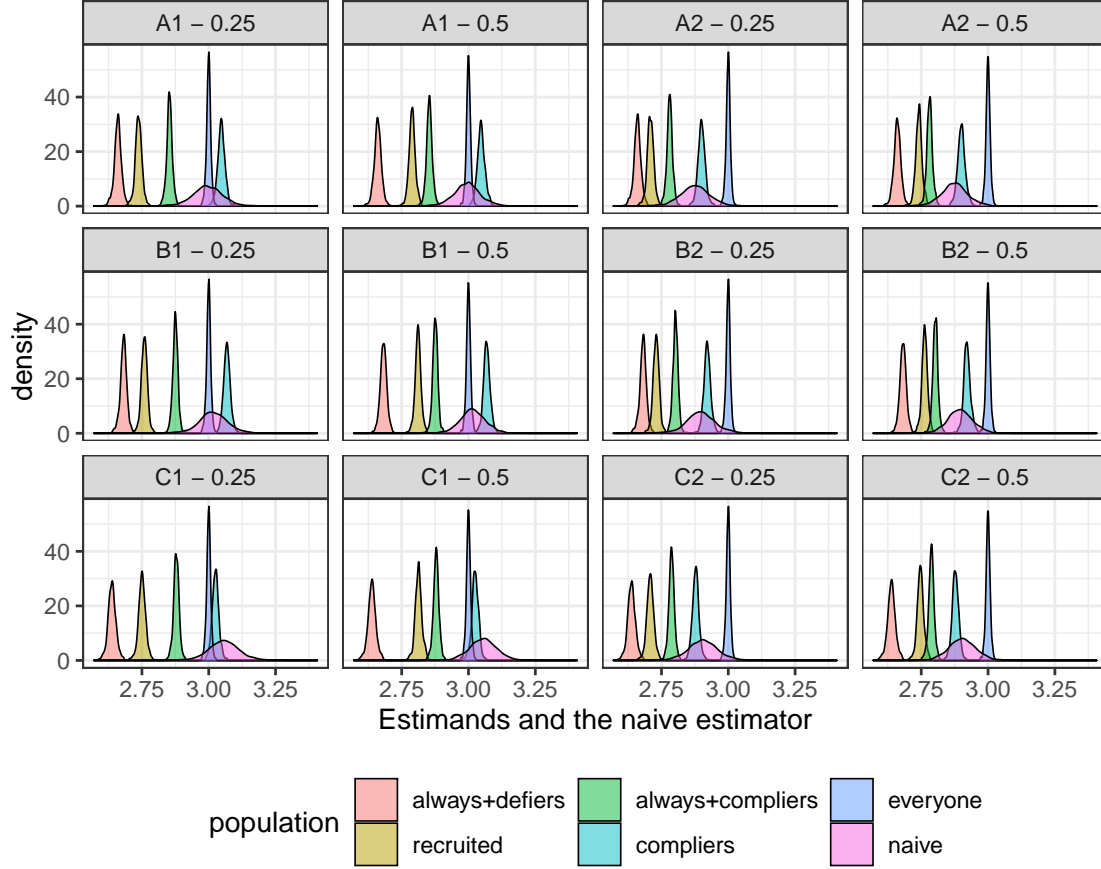 A1 − 0.25 A1 − 0.5 A2 − 0.25 A2 − 0.5
40
20
0
B1 − 0.25 B1 − 0.5 B2 − 0.25 B2 − 0.5
40
20
0
density
C1 − 0.25 C1 − 0.5 C2 − 0.25 C2 − 0.5
40
20
0
2.75 3.00 3.25 2.75 3.00 3.25 2.75 3.00 3.25 2.75 3.00 3.25
Estimands and the naive estimator
population
always+defiers always+compliers everyone
recruited compliers naive